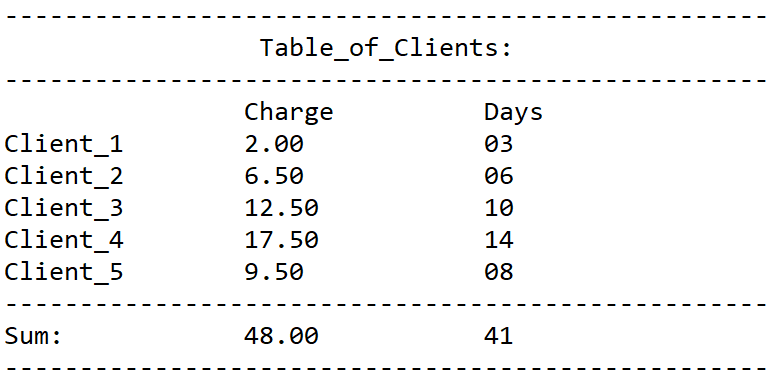 ---------------------------------------------------
                 Table_of_Clients:
---------------------------------------------------
                Charge          Days
Client_1        2.00            03
Client_2        6.50            06
Client_3        12.50           10
Client_4        17.50           14
Client_5        9.50            08
---------------------------------------------------
Sum:            48.00           41
---------------------------------------------------